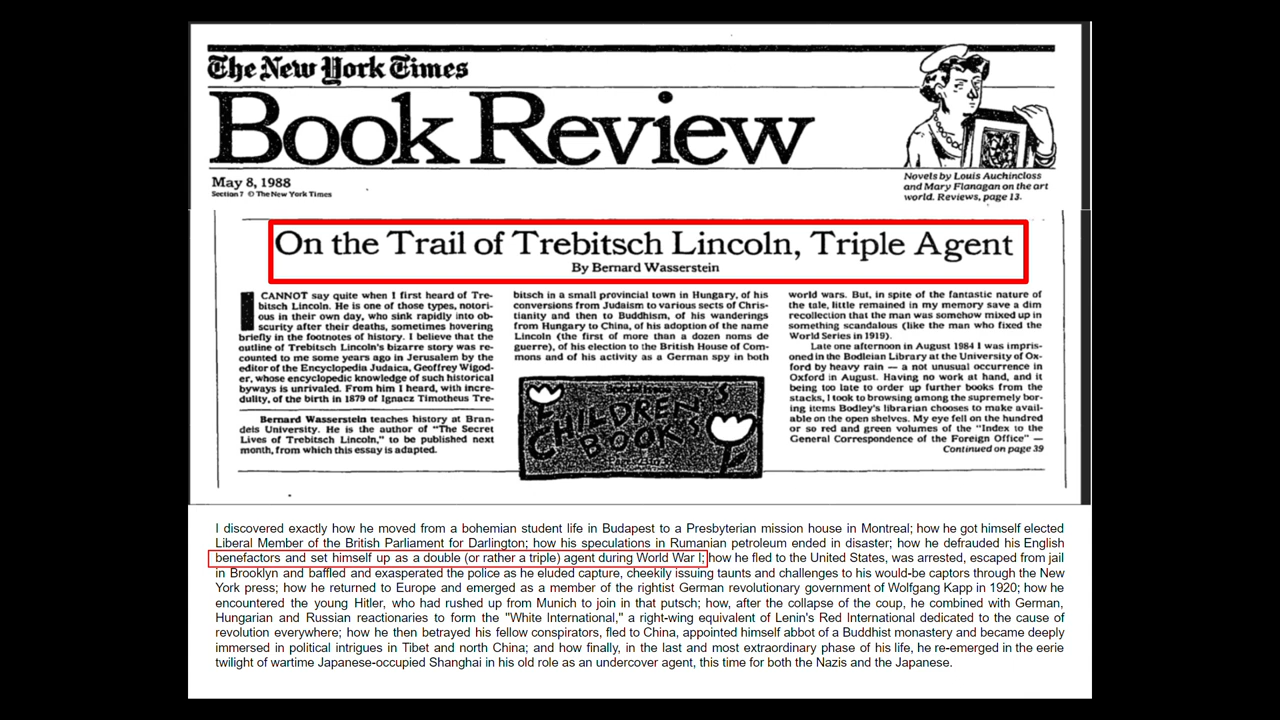 The New York Times
Book Review
May 8, 1988
Section 7 © The New York Times
Novels by Louis Auchincloss
and Mary Flanagan on the art
world. Reviews, page 13.
On the Trail of Trebitsch Lincoln, Triple Agent
By Bernard Wasserstein
I CANNOT say quite when I first heard of Tre-
bitsch Lincoln. He is one of those types, notori-
ous in their own day, who sink rapidly into ob-
scurity after their deaths, sometimes hovering
briefly in the footnotes of history. I believe that the
outline of Trebitsch Lincoln's bizarre story was re-
counted to me some years ago in Jerusalem by the
editor of the Encyclopedia Judaica, Geoffrey Wigod-
er, whose encyclopedic knowledge of such historical
byways is unrivaled. From him I heard, with incre-
dulity, of the birth in 1879 of Ignacz Timotheus Tre-
Bernard Wasserstein teaches history at Bran-
deis University. He is the author of "The Secret
Lives of Trebitsch Lincoln," to be published next
month, from which this essay is adapted.
bitsch in a small provincial town in Hungary, of his
conversions from Judaism to various sects of Chris-
tianity and then to Buddhism, of his wanderings
from Hungary to China, of his adoption of the name
Lincoln (the first of more than a dozen noms de
guerre), of his election to the British House of Com-
mons and of his activity as a German spy in both
CHILDREN'S
BOOKS
world wars. But, in spite of the fantastic nature of
the tale, little remained in my memory save a dim
recollection that the man was somehow mixed up in
something scandalous (like the man who fixed the
World Series in 1919).
Late one afternoon in August 1984 I was impris-
oned in the Bodleian Library at the University of Ox-
ford by heavy rain — a not unusual occurrence in
Oxford in August. Having no work at hand, and it
being too late to order up further books from the
stacks, I took to browsing among the supremely bor-
ing items Bodley's librarian chooses to make avail-
able on the open shelves. My eye fell on the hundred
or so red and green volumes of the "Index to the
General Correspondence of the Foreign Office" —
Continued on page 39
I discovered exactly how he moved from a bohemian student life in Budapest to a Presbyterian mission house in Montreal; how he got himself elected
Liberal Member of the British Parliament for Darlington; how his speculations in Rumanian petroleum ended in disaster; how he defrauded his English
benefactors and set himself up as a double (or rather a triple) agent during World War I; how he fled to the United States, was arrested, escaped from jail
in Brooklyn and baffled and exasperated the police as he eluded capture, cheekily issuing taunts and challenges to his would-be captors through the New
York press; how he returned to Europe and emerged as a member of the rightist German revolutionary government of Wolfgang Kapp in 1920; how he
encountered the young Hitler, who had rushed up from Munich to join in that putsch; how, after the collapse of the coup, he combined with German,
Hungarian and Russian reactionaries to form the "White International," a right-wing equivalent of Lenin's Red International dedicated to the cause of
revolution everywhere; how he then betrayed his fellow conspirators, fled to China, appointed himself abbot of a Buddhist monastery and became deeply
immersed in political intrigues in Tibet and north China; and how finally, in the last and most extraordinary phase of his life, he re-emerged in the eerie
twilight of wartime Japanese-occupied Shanghai in his old role as an undercover agent, this time for both the Nazis and the Japanese.